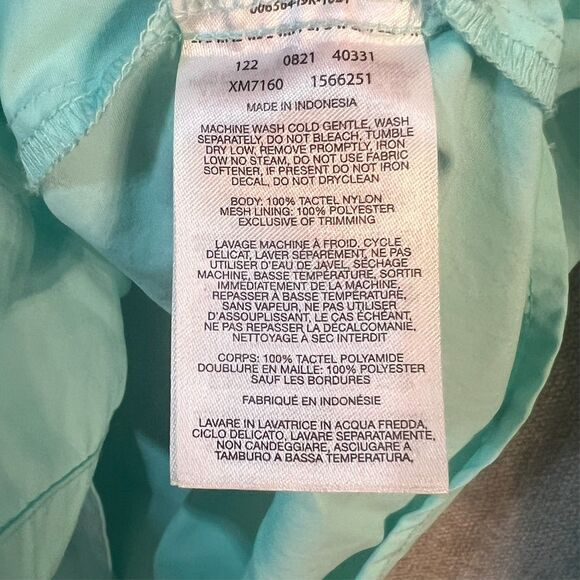 122 0821 40331
XM7160 1566251
MADE IN INDONESIA
MACHINE WASH COLD GENTLE, WASH
SEPARATELY, DO NOT BLEACH, TUMBLE
DRY LOW, REMOVE PROMPTLY, IRON
LOW NO STEAM, DO NOT USE FABRIC
SOFTENER, IF PRESENT DO NOT IRON
DECAL, DO NOT DRYCLEAN
BODY: 100% TACTEL NYLON
MESH LINING: 100% POLYESTER
EXCLUSIVE OF TRIMMING
LAVAGE MACHINE À FROID, CYCLE
DÉLICAT, LAVER SÉPAREMENT, NE PAS
UTILISER D'EAU DE JAVEL, SÉCHAGE
MACHINE, BASSE TEMPÉRATURE, SORTIR
IMMEDIATEMENT DE LA MACHINE,
REPASSER À BASSE TEMPÉRATURE,
SANS VAPEUR, NE PAS UTILISER
D'ASSOUPLISSANT, LE CAS ÉCHÉANT,
NE PAS REPASSER LA DÉCALCOMANIE,
NETTOYAGE À SEC INTERDIT
CORPS: 100% TACTEL POLYAMIDE
DOUBLURE EN MAILLE: 100% POLYESTER
SAUF LES BORDURES
FABRIQUÉ EN INDONÉSIE
LAVARE IN LAVATRICE IN ACQUA FREDDA,
CICLO DELICATO, LAVARE SEPARATAMENTE,
NON CANDEGGIARE, ASCIUGARE A
TAMBURO A BASSA TEMPERATURA,